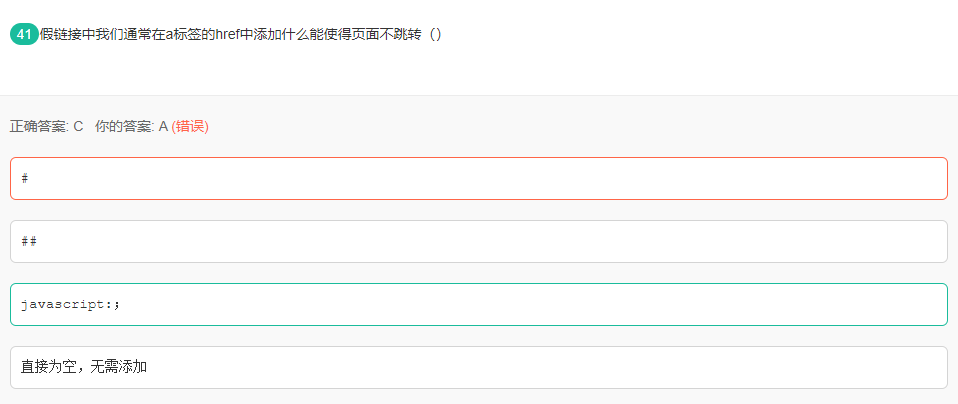 41 假链接中我们通常在a标签的href中添加什么能使得页面不跳转（）
正确答案: C 你的答案: A (错误)
#
##
javascript:;
直接为空，无需添加